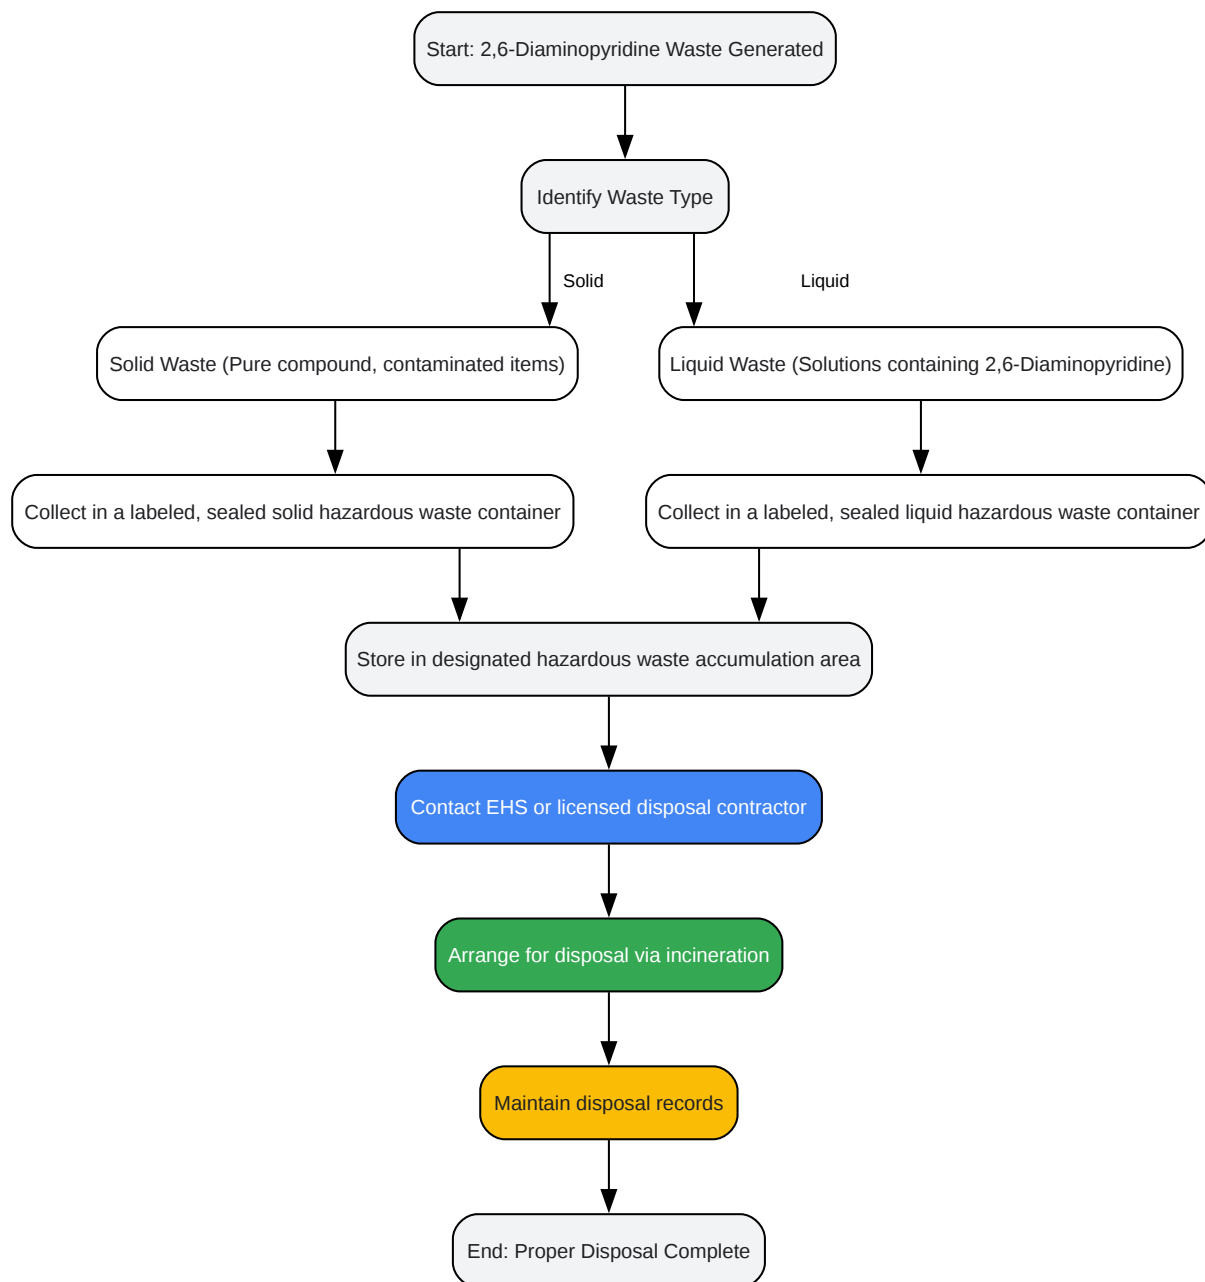 Start: 2,6-Diaminopyridine Waste Generated
Identify Waste Type
Solid
Liquid
Solid Waste (Pure compound, contaminated items)
Liquid Waste (Solutions containing 2,6-Diaminopyridine)
Collect in a labeled, sealed solid hazardous waste container
Collect in a labeled, sealed liquid hazardous waste container
Store in designated hazardous waste accumulation area
Contact EHS or licensed disposal contractor
Arrange for disposal via incineration
Maintain disposal records
End: Proper Disposal Complete